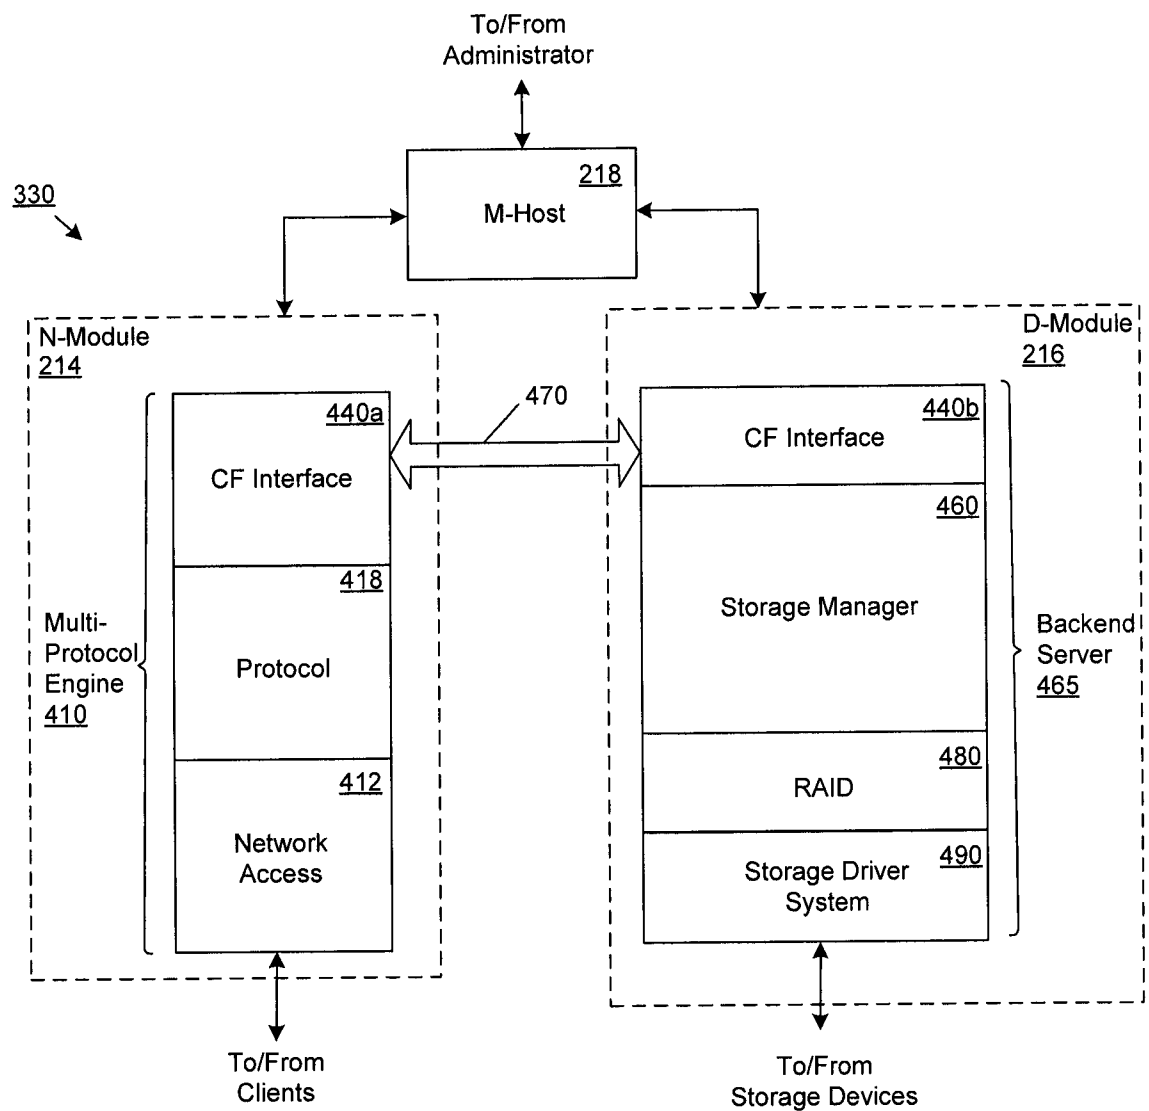 To/From
Administrator
218
M-Host
330
N-Module
214
D-Module
216
470
440a
CF Interface
440b
CF Interface
460
Storage Manager
418
Protocol
Multi-
Protocol
Engine
410
Backend
Server
465
480
RAID
412
Network
Access
490
Storage Driver
System
To/From
Clients
To/From
Storage Devices